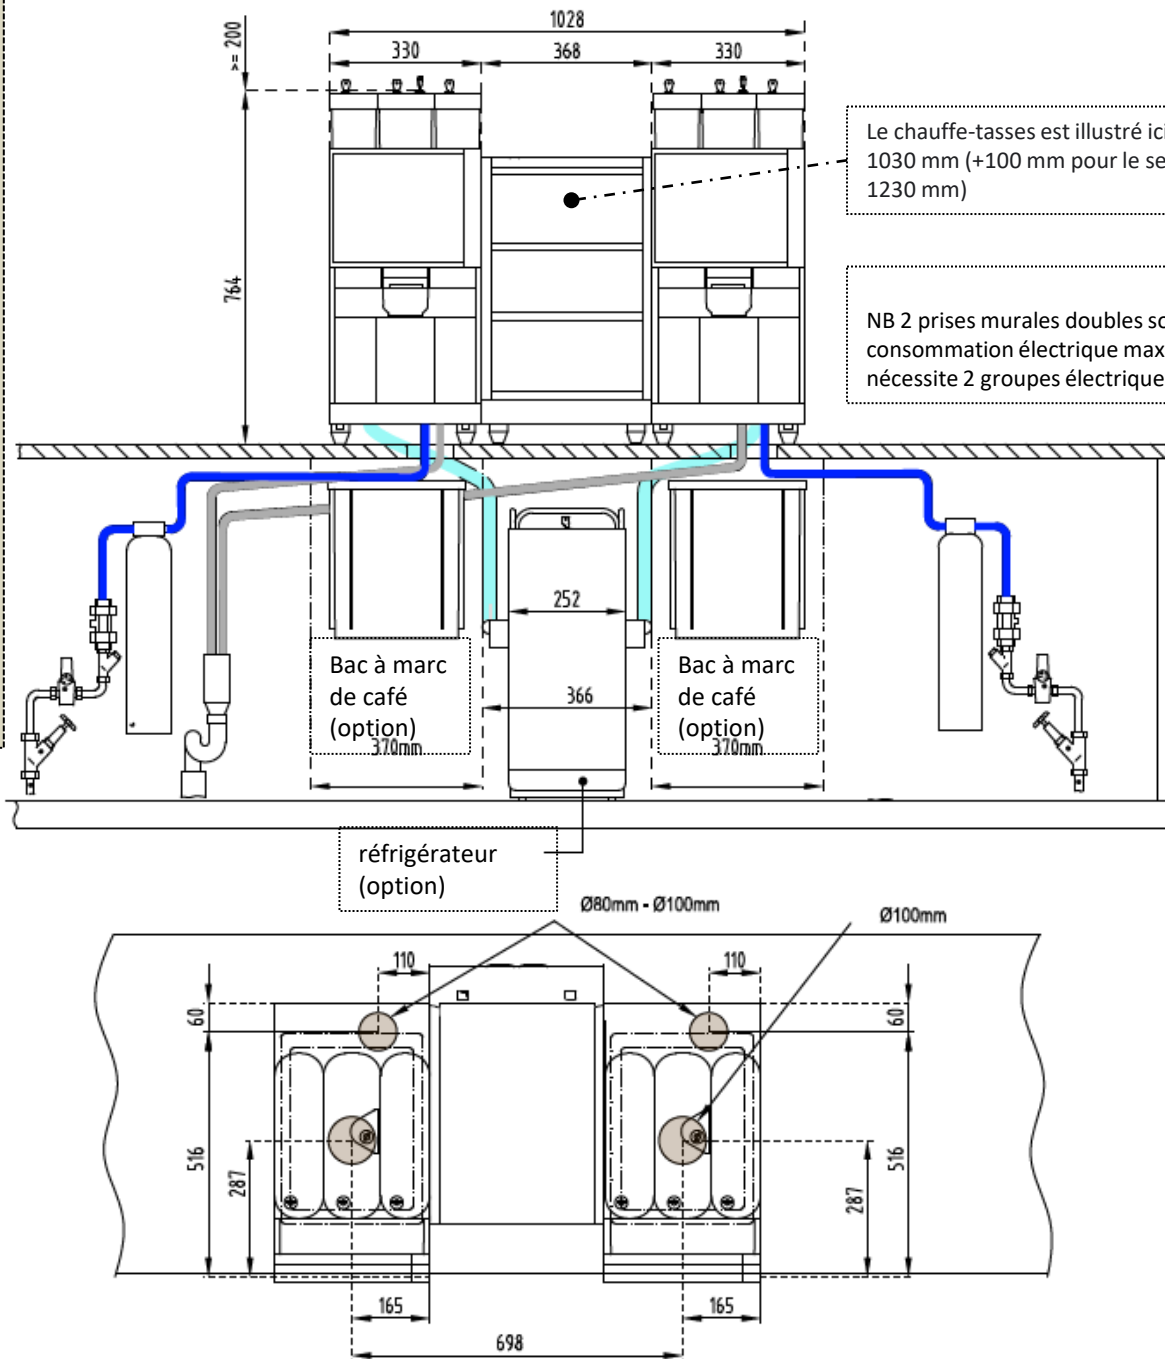 1028
>= 200
330
368
330
764
Le chauffe-tasses est illustré ici
1030 mm (+100 mm pour le se
1230 mm)
NB 2 prises murales doubles so
consommation électrique max
nécessite 2 groupes électrique
252
366
Bac à marc
de café
(option)
370mm
Bac à marc
de café
(option)
370mm
réfrigérateur
(option)
Ø80mm - Ø100mm
Ø100mm
110
110
60
60
516
287
516
287
165
165
698